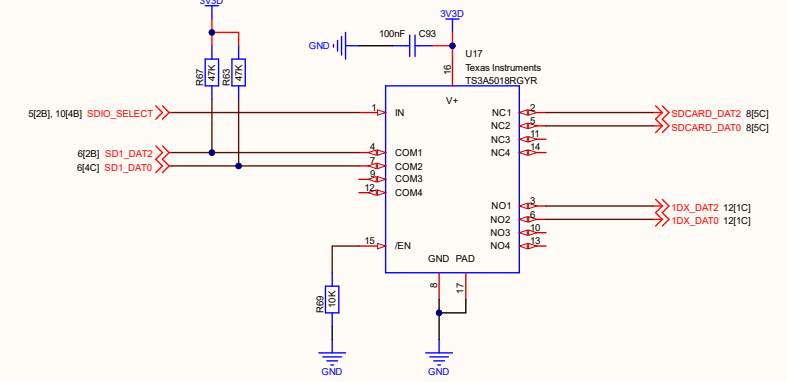 3V3D
3V3D
100nF
C93
GND
U17
Texas Instruments
TS3A5018RGYR
R67
47K
R63
47K
16
V+
5[2B], 10[4B] SDIO_SELECT
1
IN
NC1
2
SDCARD_DAT2 8[5C]
NC2
5
SDCARD_DAT0 8[5C]
NC3
11
NC4
14
6[2B] SD1_DAT2
4
COM1
6[4C] SD1_DAT0
7
COM2
9
COM3
12
COM4
NO1
3
1DX_DAT2 12[1C]
NO2
6
1DX_DAT0 12[1C]
NO3
10
NO4
13
15
/EN
GND PAD
8
17
R69
10K
GND
GND